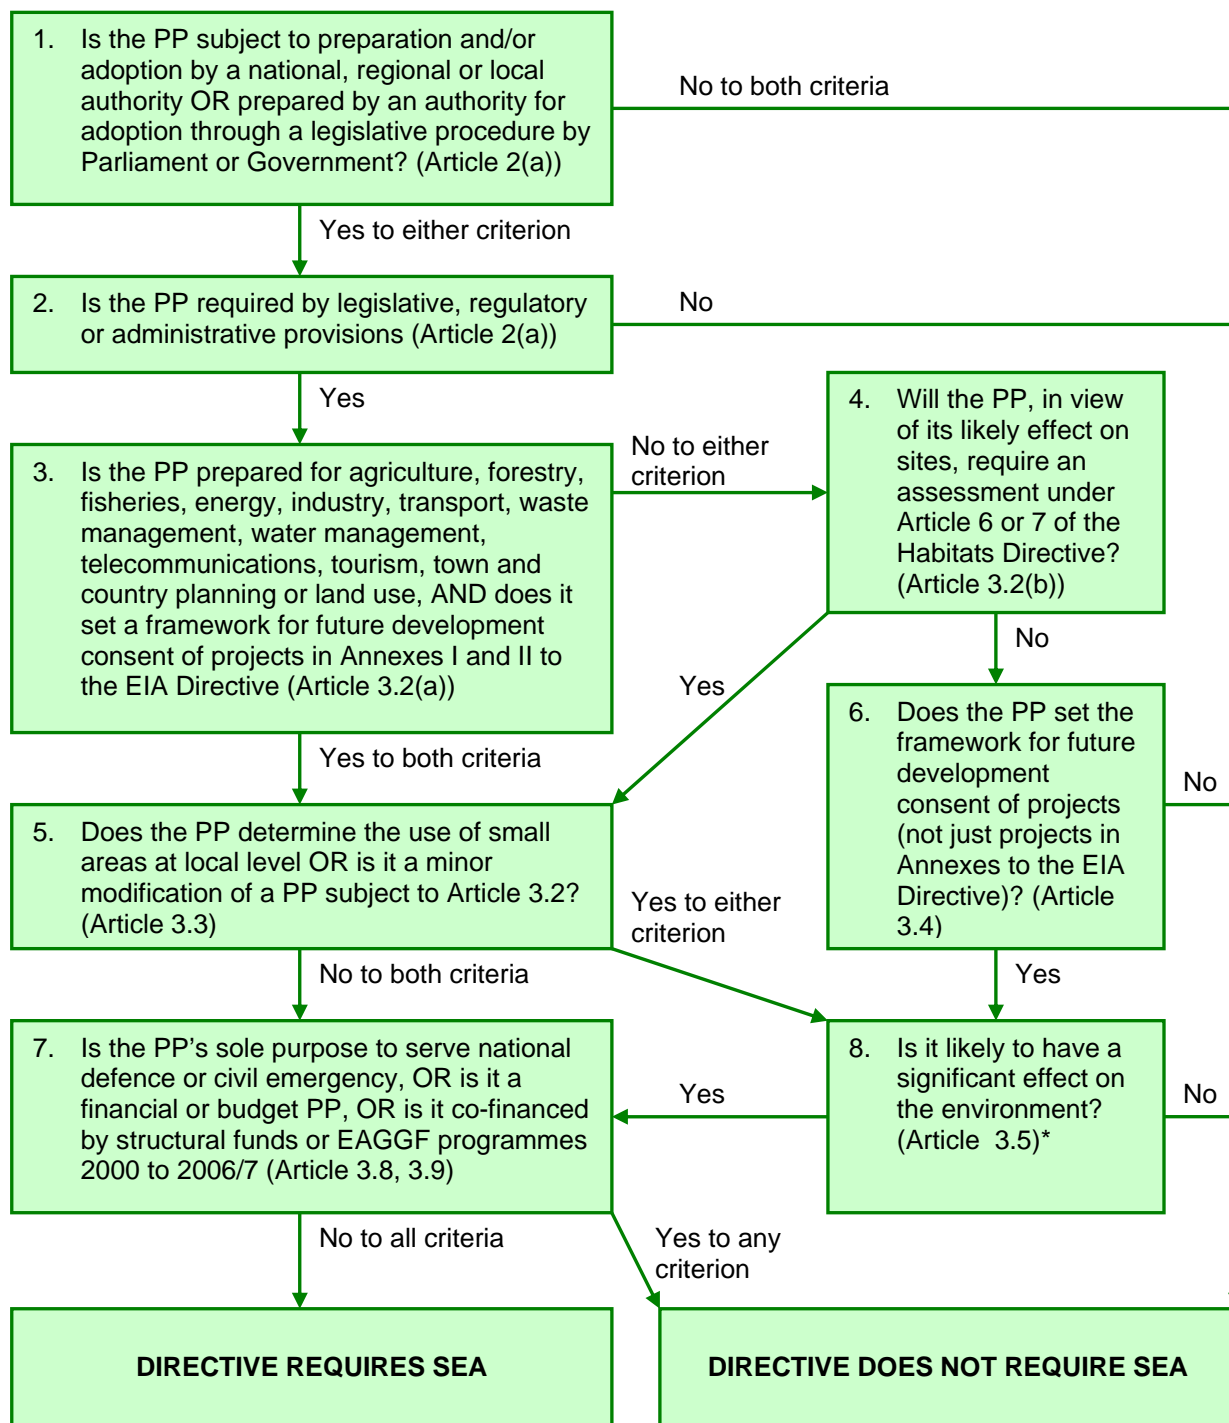 1. Is the PP subject to preparation and/or
adoption by a national, regional or local
authority OR prepared by an authority for
adoption through a legislative procedure by
Parliament or Government? (Article 2(a))
No to both criteria
Yes to either criterion
2. Is the PP required by legislative, regulatory
or administrative provisions (Article 2(a))
No
Yes
3. Is the PP prepared for agriculture, forestry,
fisheries, energy, industry, transport, waste
management, water management,
telecommunications, tourism, town and
country planning or land use, AND does it
set a framework for future development
consent of projects in Annexes I and II to
the EIA Directive (Article 3.2(a))
No to either
criterion
4. Will the PP, in view
of its likely effect on
sites, require an
assessment under
Article 6 or 7 of the
Habitats Directive?
(Article 3.2(b))
Yes
No
Yes to both criteria
6. Does the PP set the
framework for future
development
consent of projects
(not just projects in
Annexes to the EIA
Directive)? (Article
3.4)
No
5. Does the PP determine the use of small
areas at local level OR is it a minor
modification of a PP subject to Article 3.2?
(Article 3.3)
Yes to either
criterion
No to both criteria
Yes
7. Is the PP’s sole purpose to serve national
defence or civil emergency, OR is it a
financial or budget PP, OR is it co-financed
by structural funds or EAGGF programmes
2000 to 2006/7 (Article 3.8, 3.9)
Yes
8. Is it likely to have a
significant effect on
the environment?
(Article 3.5)*
No
No to all criteria
Yes to any
criterion
DIRECTIVE REQUIRES SEA
DIRECTIVE DOES NOT REQUIRE SEA